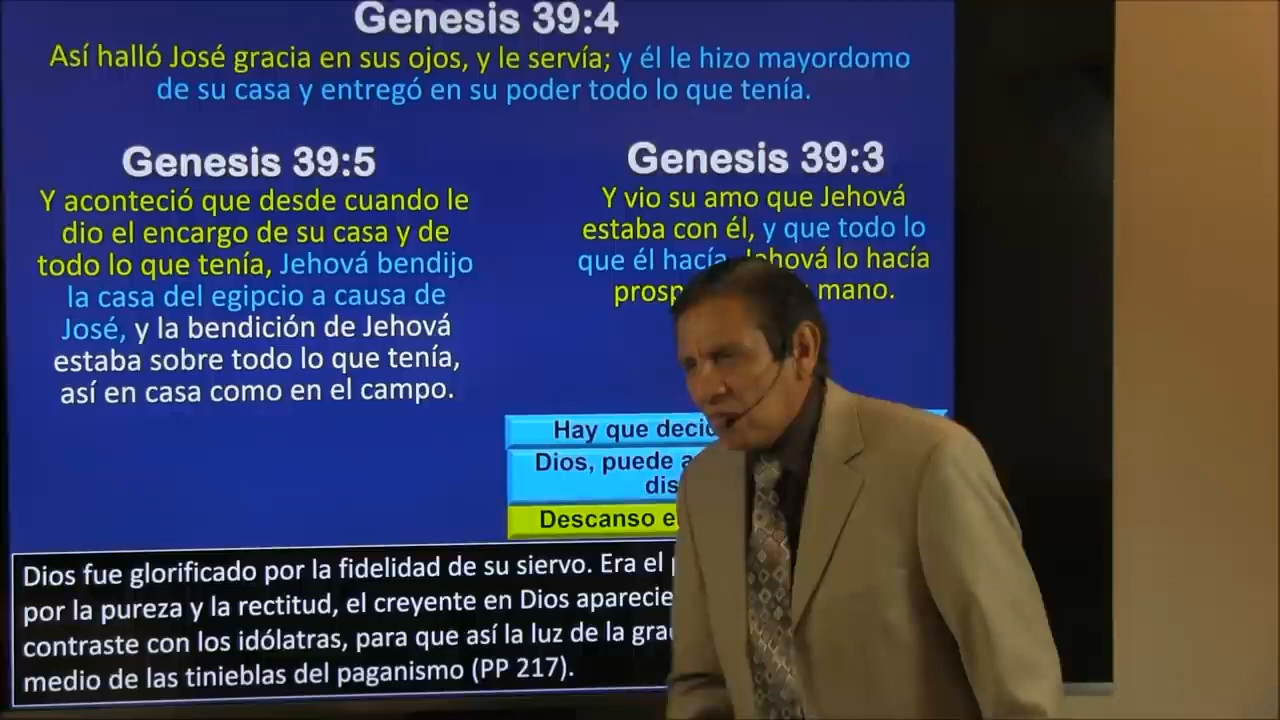 Genesis 39:4
Así halló José gracia en sus ojos, y le servía; y él le hizo mayordomo
de su casa y entregó en su poder todo lo que tenía.
Genesis 39:5
Y aconteció que desde cuando le
dio el encargo de su casa y de
todo lo que tenía, Jehová bendijo
la casa del egipcio a causa de
José, y la bendición de Jehová
estaba sobre todo lo que tenía,
así en casa como en el campo.
Genesis 39:3
Y vio su amo que Jehová
estaba con él, y que todo lo
que él hacía, Jehová lo hacía
mano.
Hay que
Dios, puede
Descanso
Dios fue glorificado por la fidelidad de su siervo. Era el
por la pureza y la rectitud, el creyente en Dios
contraste con los idólatras, para que así la luz de la
medio de las tinieblas del paganismo (PP 217).